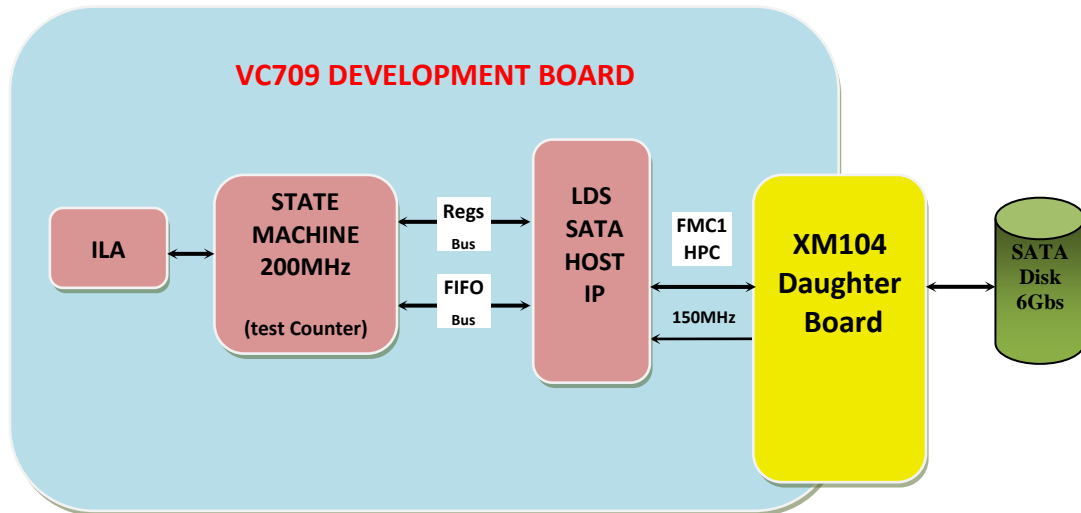 VC709 DEVELOPMENT BOARD
ILA
STATE
MACHINE
200MHz
(test Counter)
Regs
Bus
FIFO
Bus
LDS
SATA
HOST
IP
FMC1
HPC
150MHz
XM104
Daughter
Board
SATA
Disk
6Gbs